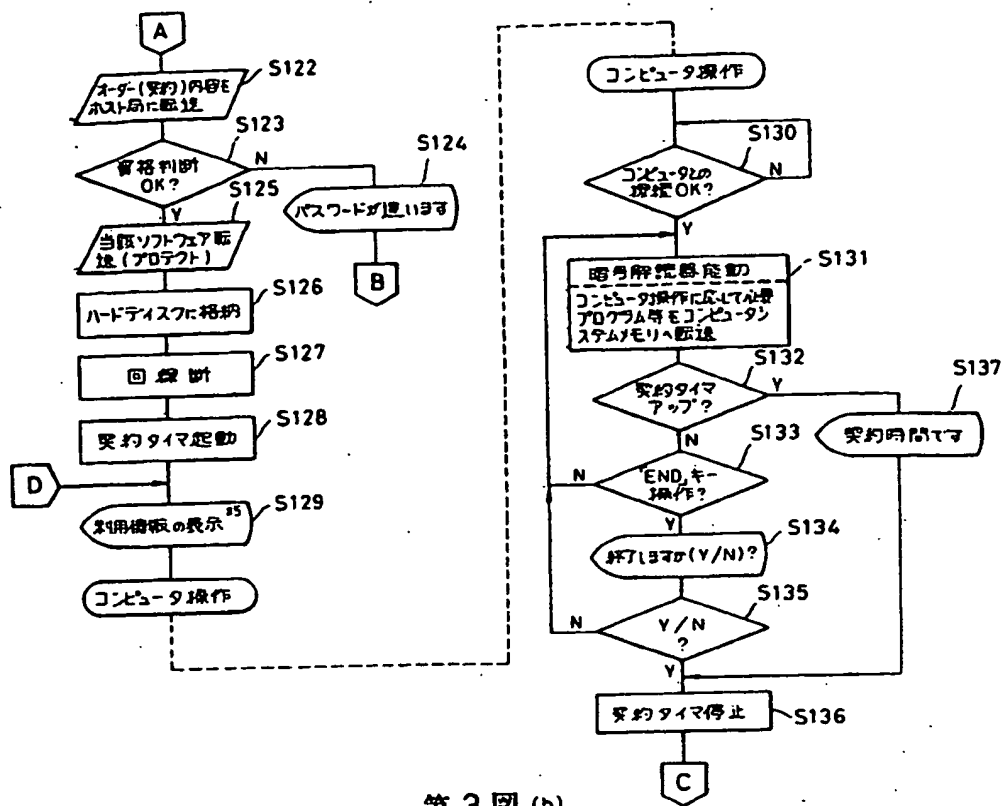 A
S122
オーダー(契約)内容を
ホスト局に転送
S123
資格判断
OK?
N
S124
パスワードが違います
B
Y
S125
当該ソフトウェア転
送(プロテクト)
S126
ハードディスクに格納
S127
回線断
S128
契約タイマ起動
D
S129
の表示
コンピュータ操作
コンピュータ操作
S130
コンピュータとの
接続OK?
N
Y
S131
暗号解読器能動
コンピュータ操作に応じて必要
プログラム等をコンピュータシ
ステムメモリへ転送
S132
契約タイマ
アップ?
Y
S137
契約時間です
N
S133
「END」キー
操作?
N
Y
S134
終了しますか(Y/N)?
S135
Y/N
?
N
Y
契約タイマ停止
S136
C
第3図(b)